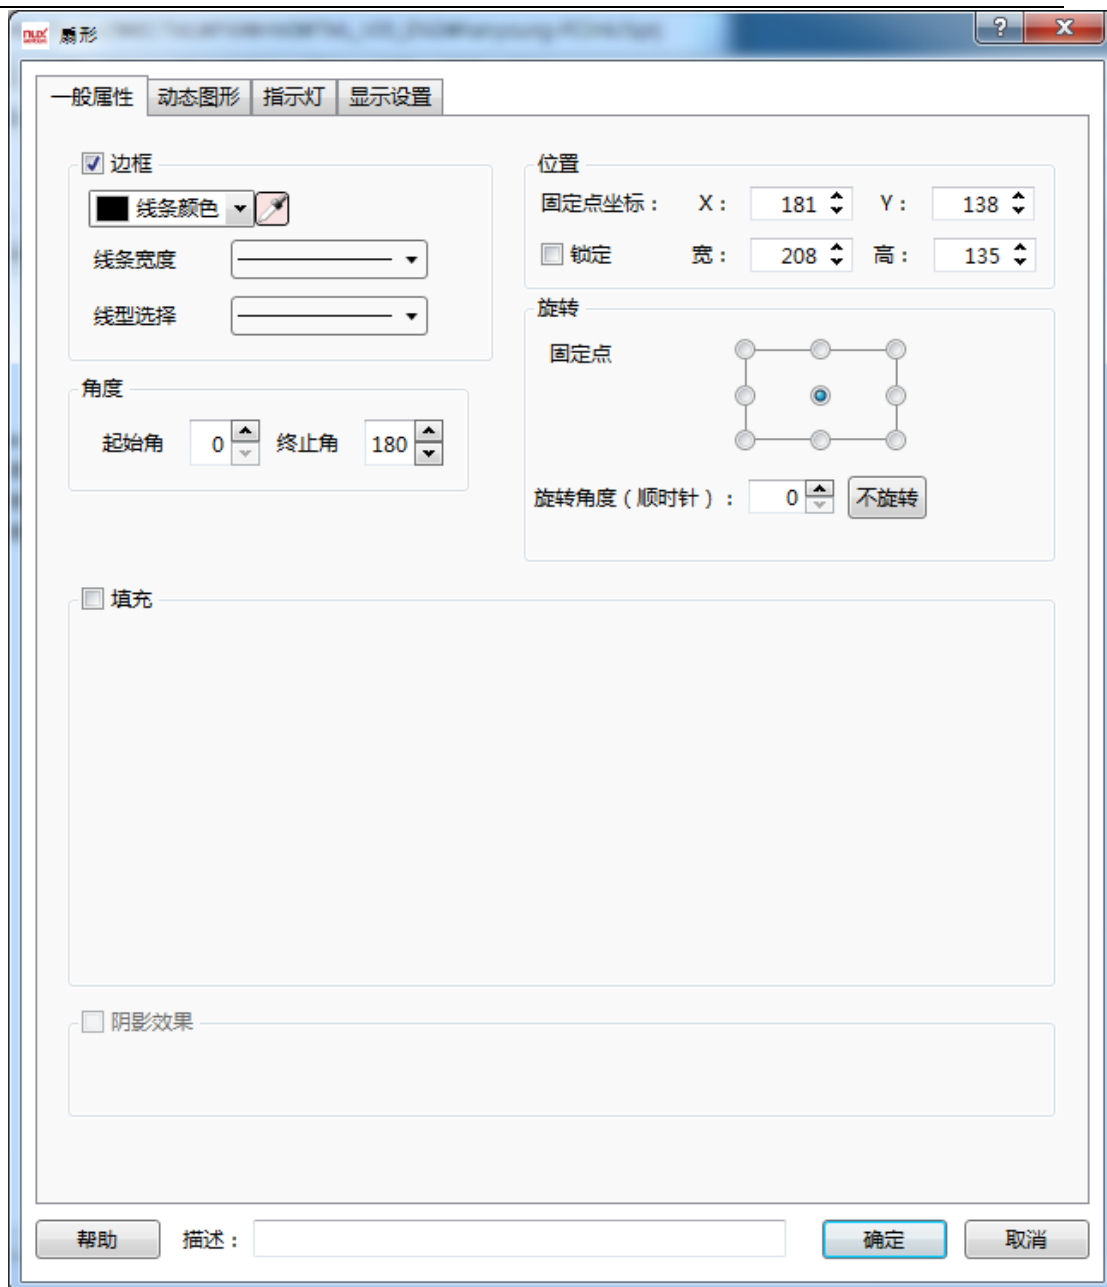 扇形
一般属性 动态图形 指示灯 显示设置
边框
线条颜色
线条宽度
线型选择
位置
固定点坐标： X： 181 Y： 138
锁定 宽： 208 高： 135
角度
起始角 0 终止角 180
旋转
固定点
旋转角度（顺时针）： 0 不旋转
填充
阴影效果
帮助 描述： 确定 取消